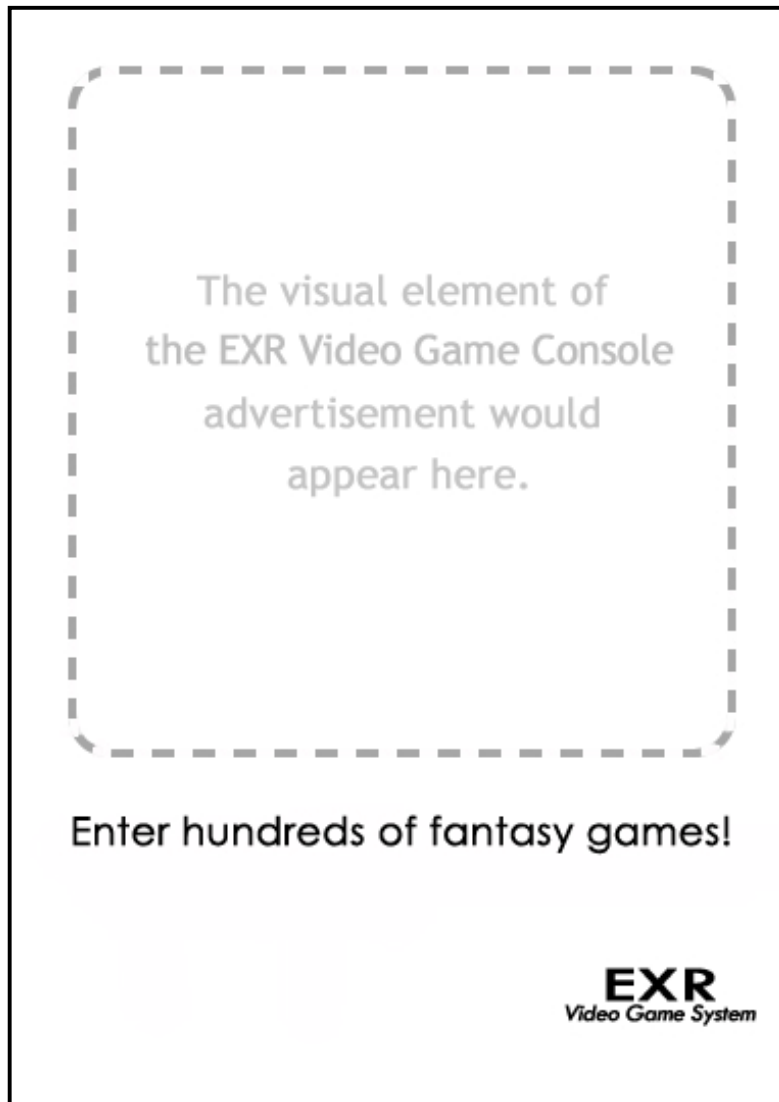 The visual element of
the EXR Video Game Console
advertisement would
appear here.
Enter hundreds of fantasy games!
EXR
Video Game System